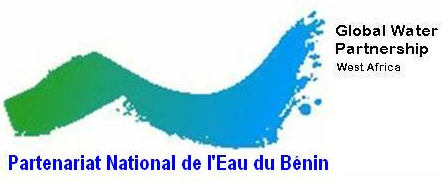 Global Water
Partnership
West Africa
Partenariat National de l'Eau du Bénin